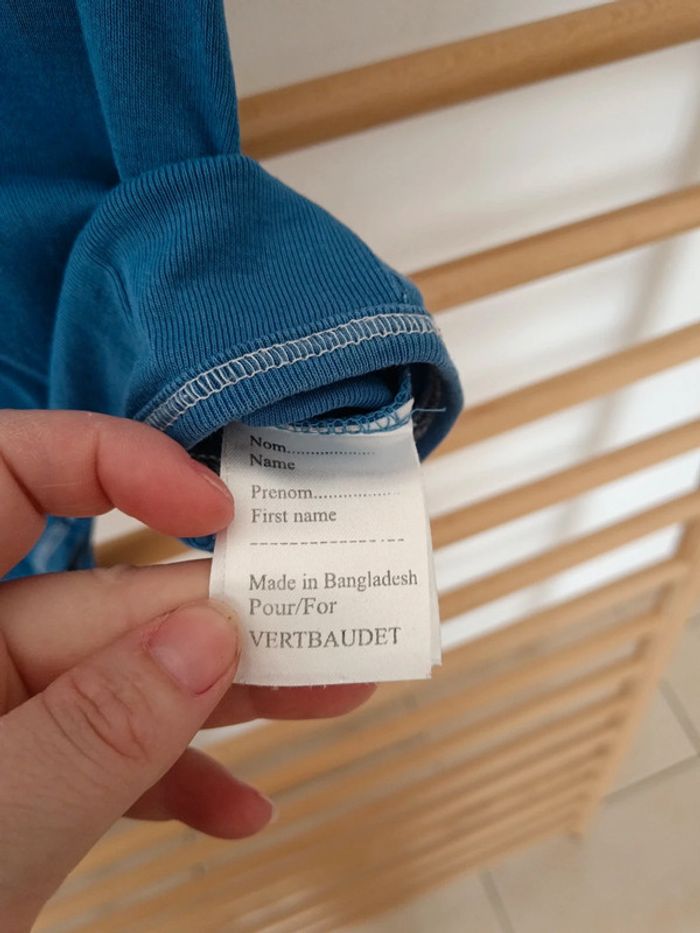 Nom....................
Name
Prenom.................
First name
--------------------------
Made in Bangladesh
Pour/For
VERTBAUDET